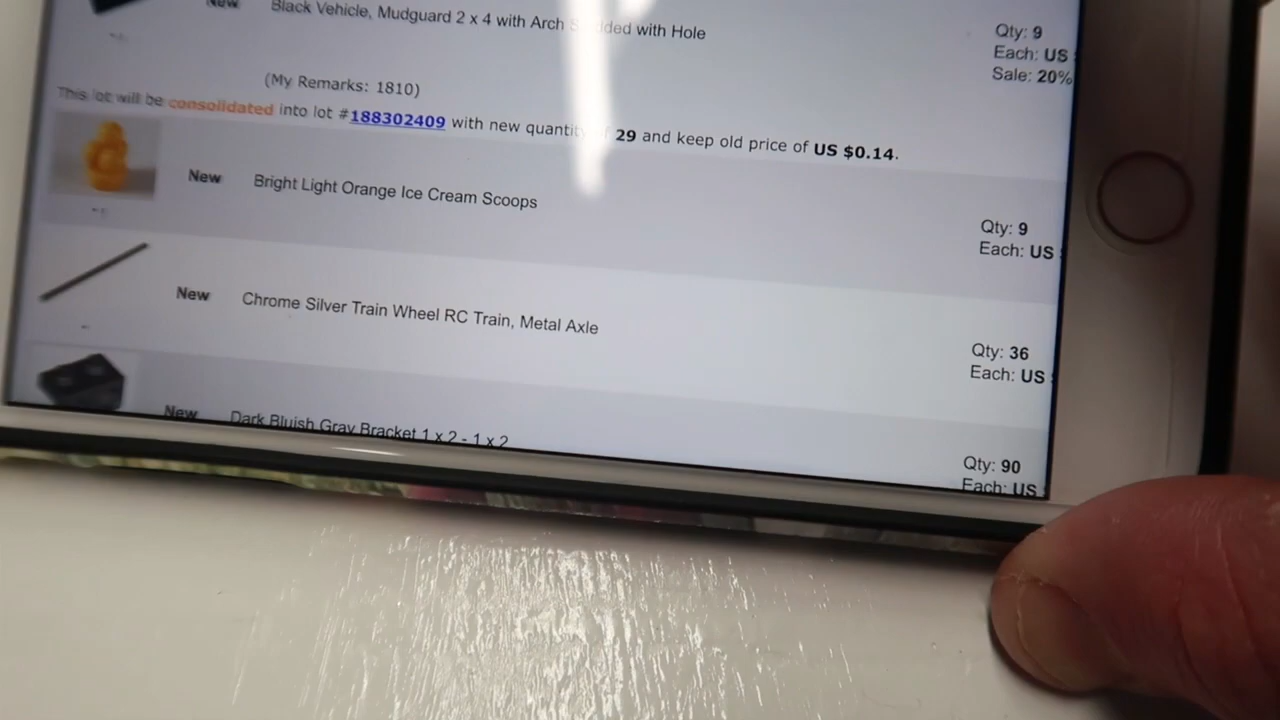 New Black Vehicle, Mudguard 2 x 4 with Arch with Hole Qty: 9
Each: US
Sale: 20%
(My Remarks: 1810)
This lot will be consolidated into lot #188302409 with new quantity 29 and keep old price of US $0.14.
New Bright Light Orange Ice Cream Scoops Qty: 9
Each: US
New Chrome Silver Train Wheel RC Train, Metal Axle Qty: 36
Each: US
New Dark Bluish Gray Bracket 1 x 2 - 1 x 2 Qty: 90
Each: US